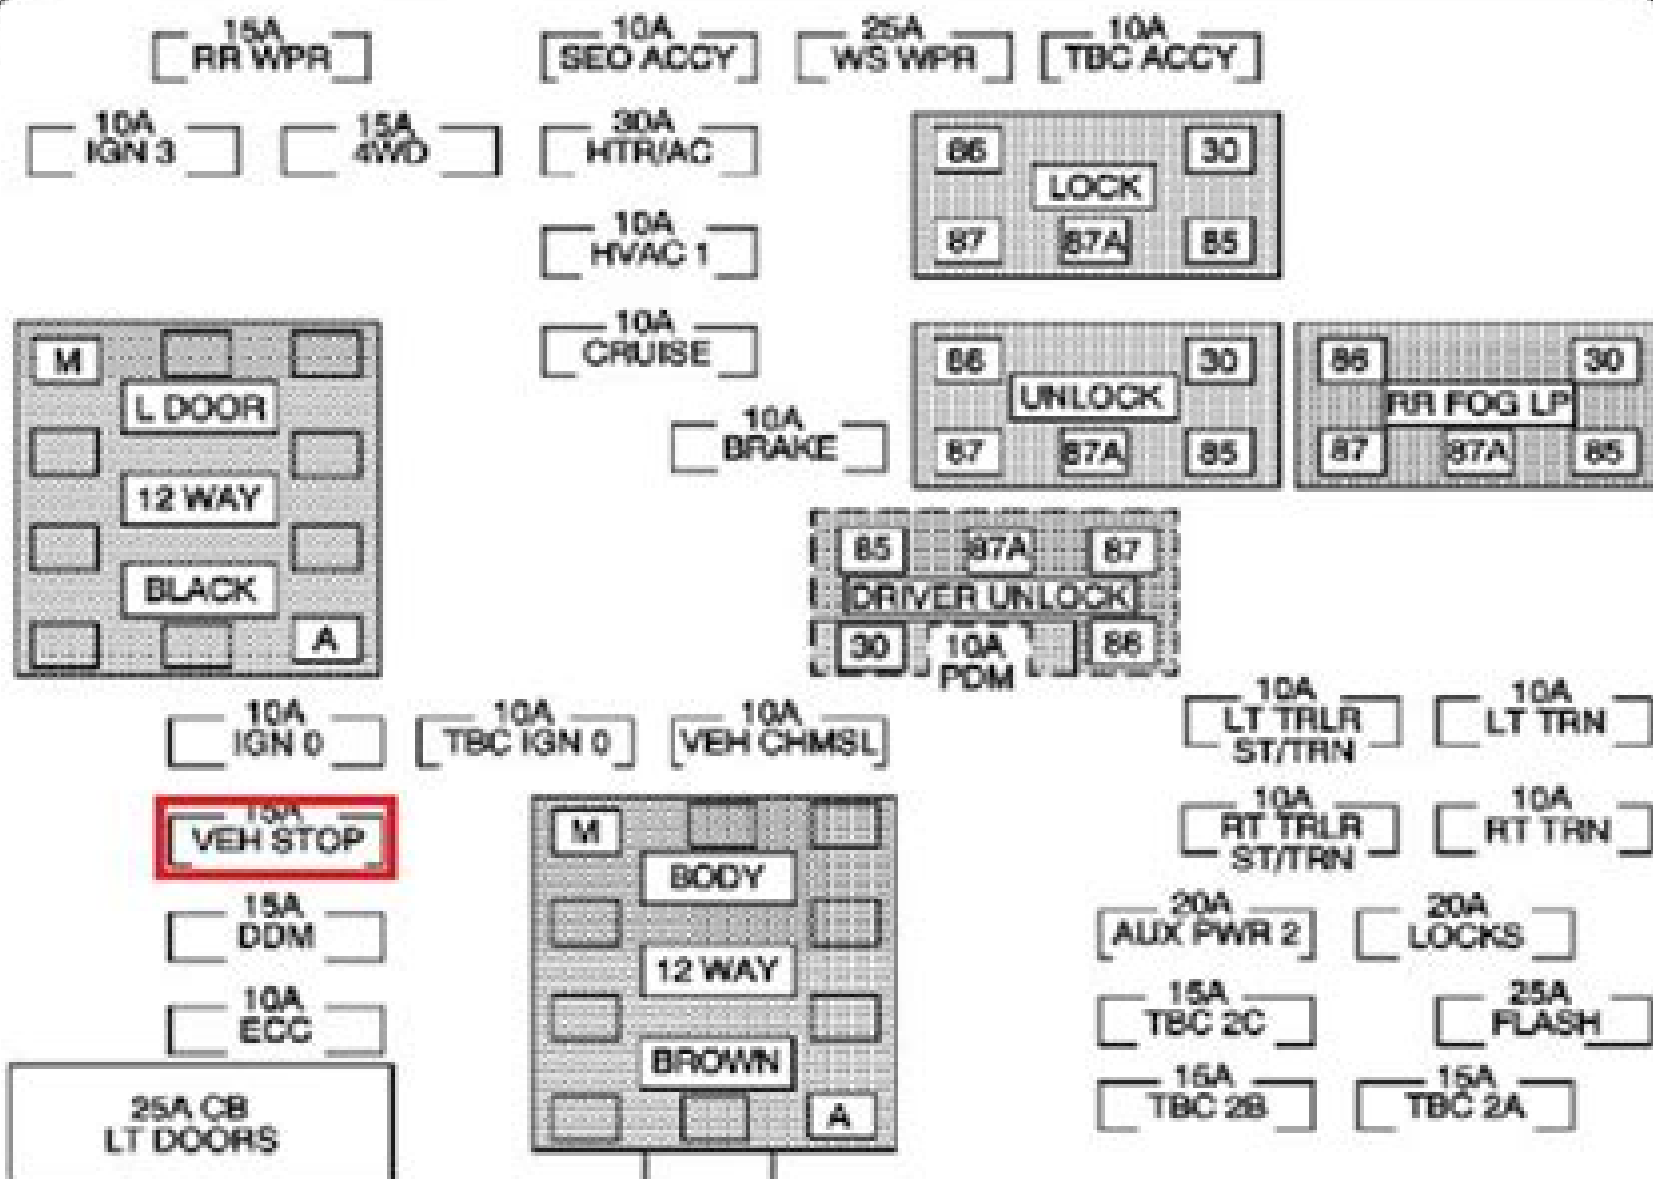 15A
RR WPR
10A
SEO ACCY
25A
WS WPR
10A
TBC ACCY
10A
IGN 3
15A
4WD
30A
HTR/AC
86
30
LOCK
87
87A
85
10A
HVAC 1
10A
CRUISE
M
L DOOR
12 WAY
BLACK
A
10A
BRAKE
86
30
UNLOCK
87
87A
85
86
30
RR FOG LP
87
87A
85
85
87A
87
DRIVER UNLOCK
30
10A
PDM
86
10A
IGN 0
10A
TBC IGN 0
10A
VEH CHMSL
10A
LT TRLR
ST/TRN
10A
LT TRN
15A
VEH STOP
10A
RT TRLR
ST/TRN
10A
RT TRN
M
BODY
12 WAY
BROWN
A
15A
DDM
20A
AUX PWR 2
20A
LOCKS
10A
ECC
15A
TBC 2C
25A
FLASH
25A CB
LT DOORS
15A
TBC 2B
15A
TBC 2A